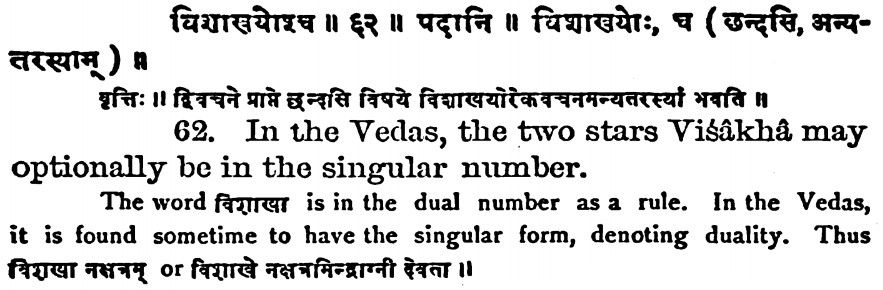 विशाखयोश्च ॥ ६२ ॥ पदानि ॥ विशाखयोः, च ( छन्दसि, अन्य-
तरस्याम् ) ॥
वृत्तिः ॥ द्विवचने प्राप्ते छन्दसि विषये विशाखयोरेकवचनमन्यतरस्यां भवति ॥
62. In the Vedas, the two stars Viśâkhâ may
optionally be in the singular number.
The word विशाखा is in the dual number as a rule. In the Vedas,
it is found sometime to have the singular form, denoting duality. Thus
विशखा नक्षत्रम् or विशाखे नक्षत्रमिन्द्राग्नी देवता ॥